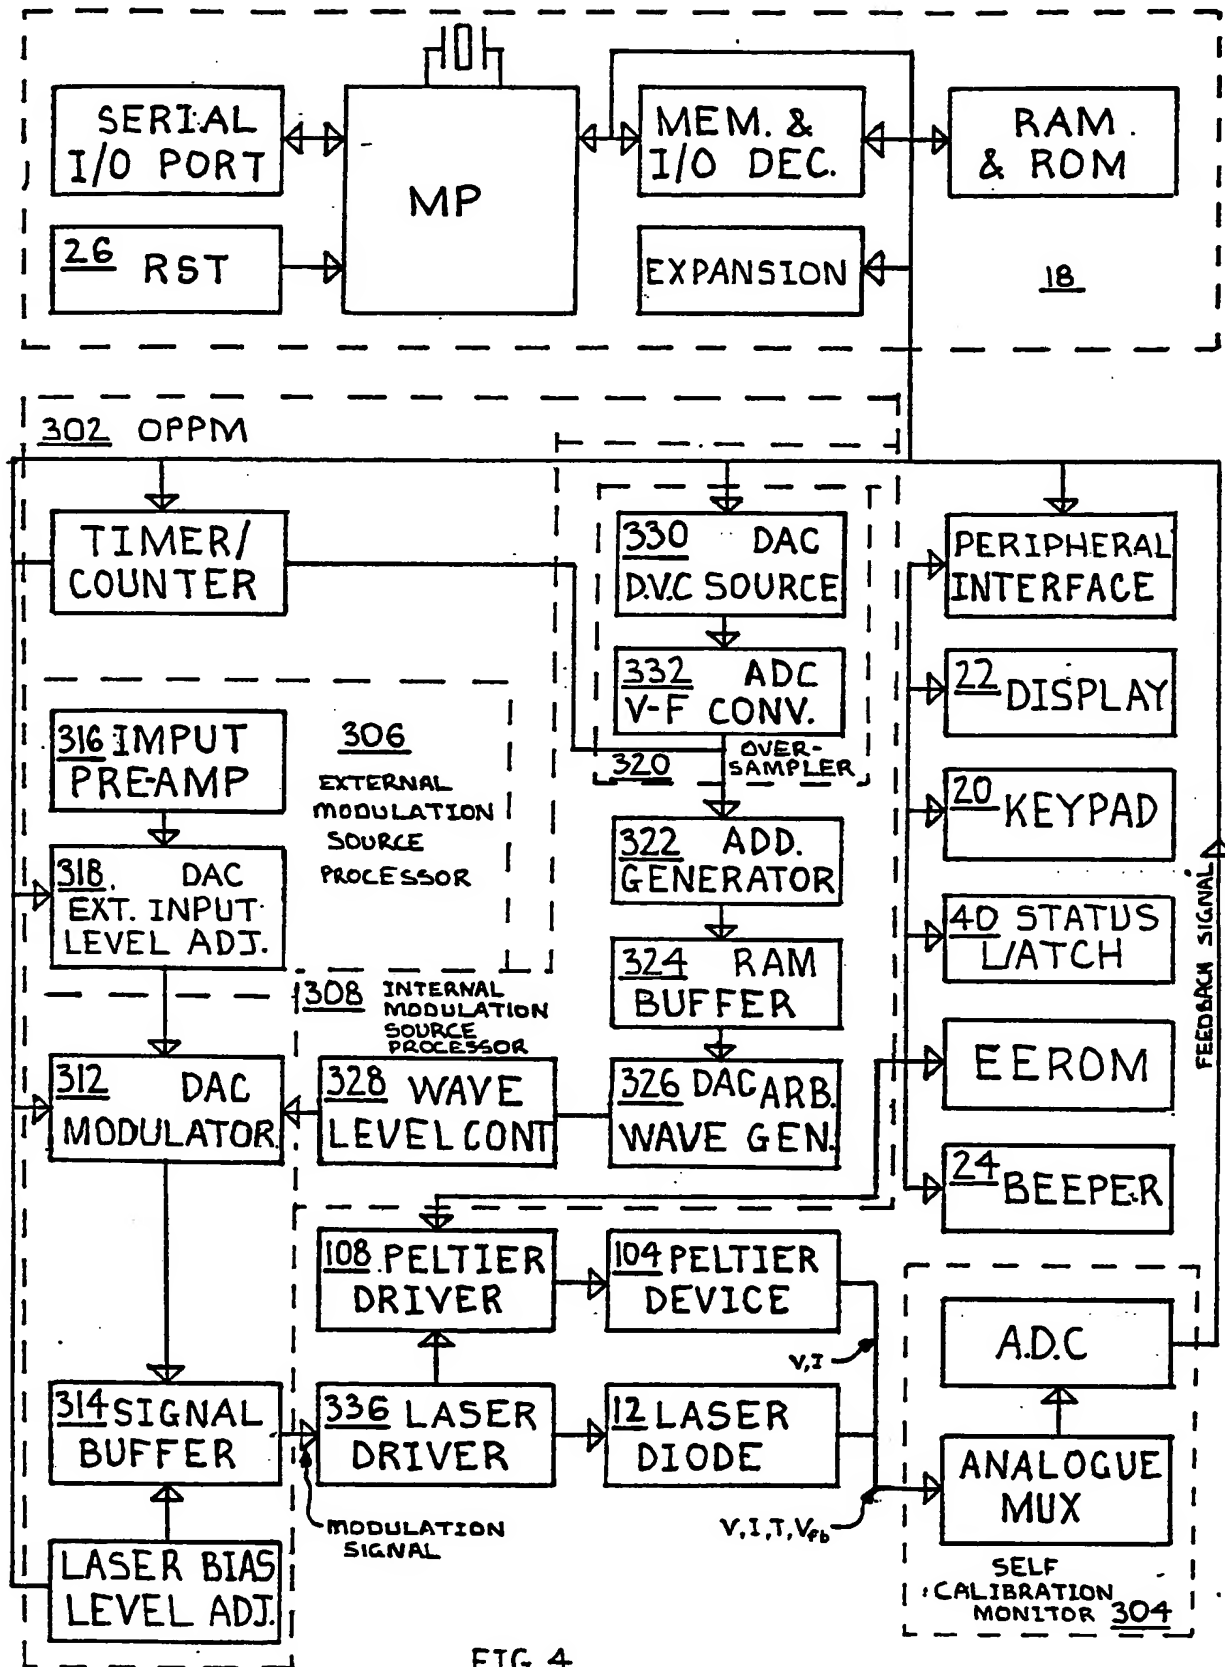 SERIAL
I/O PORT
MP
MEM. &
I/O DEC.
RAM.
& ROM
26 RST
EXPANSION
18
302 OPPM
TIMER/
COUNTER
330 DAC
D.V.C SOURCE
PERIPHERAL
INTERFACE
332 ADC
V-F CONV.
320
OVER-
SAMPLER
22 DISPLAY
316 IMPUT
PRE-AMP
306
EXTERNAL
MODULATION
SOURCE
PROCESSOR
20 KEYPAD
322 ADD.
GENERATOR
318. DAC
EXT. INPUT
LEVEL ADJ.
40 STATUS
L/ATCH
FEEDBACK SIGNAL
324 RAM
BUFFER
308 INTERNAL
MODULATION
SOURCE
PROCESSOR
312 DAC
MODULATOR.
328 WAVE
LEVEL CONT
326 DAC ARB.
WAVE GEN.
EEROM
24 BEEPER
108. PELTIER
DRIVER
104 PELTIER
DEVICE
V,I
A.D.C
314 SIGNAL
BUFFER
336 LASER
DRIVER
12 LASER
DIODE
ANALOGUE
MUX
MODULATION
SIGNAL
V,I,T,Vfb
LASER BIAS
LEVEL ADJ.
SELF
CALIBRATION
MONITOR 304
FIG 4